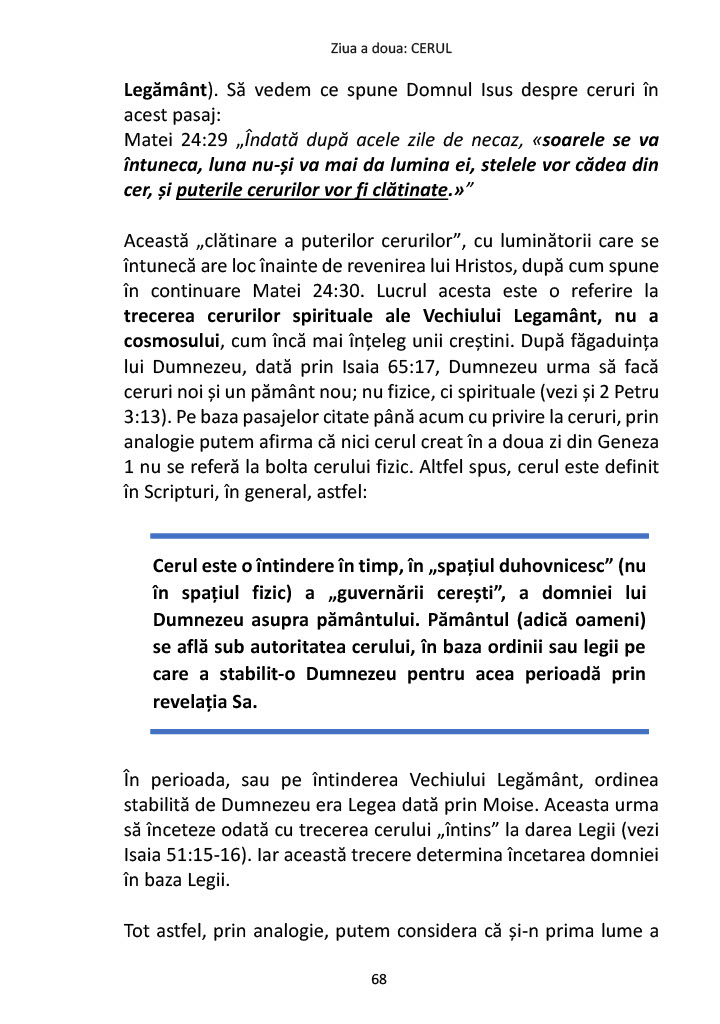 Ziua a doua: CERUL
Legământ). Să vedem ce spune Domnul Isus despre ceruri în
acest pasaj:
Matei 24:29 „Îndată după acele zile de necaz, «soarele se va
întuneca, luna nu-și va mai da lumina ei, stelele vor cădea din
cer, și puterile cerurilor vor fi clătinate.»”
Această „clătinare a puterilor cerurilor”, cu luminătorii care se
întunecă are loc înainte de revenirea lui Hristos, după cum spune
în continuare Matei 24:30. Lucrul acesta este o referire la
trecerea cerurilor spirituale ale Vechiului Legamânt, nu a
cosmosului, cum încă mai înțeleg unii creștini. După făgaduința
lui Dumnezeu, dată prin Isaia 65:17, Dumnezeu urma să facă
ceruri noi și un pământ nou; nu fizice, ci spirituale (vezi și 2 Petru
3:13). Pe baza pasajelor citate până acum cu privire la ceruri, prin
analogie putem afirma că nici cerul creat în a doua zi din Geneza
1 nu se referă la bolta cerului fizic. Altfel spus, cerul este definit
în Scripturi, în general, astfel:
Cerul este o întindere în timp, în „spațiul duhovnicesc” (nu
în spațiul fizic) a „guvernării cerești”, a domniei lui
Dumnezeu asupra pământului. Pământul (adică oameni)
se află sub autoritatea cerului, în baza ordinii sau legii pe
care a stabilit-o Dumnezeu pentru acea perioadă prin
revelația Sa.
În perioada, sau pe întinderea Vechiului Legământ, ordinea
stabilită de Dumnezeu era Legea dată prin Moise. Aceasta urma
să înceteze odată cu trecerea cerului „întins” la darea Legii (vezi
Isaia 51:15-16). Iar această trecere determina încetarea domniei
în baza Legii.
Tot astfel, prin analogie, putem considera că și-n prima lume a
68